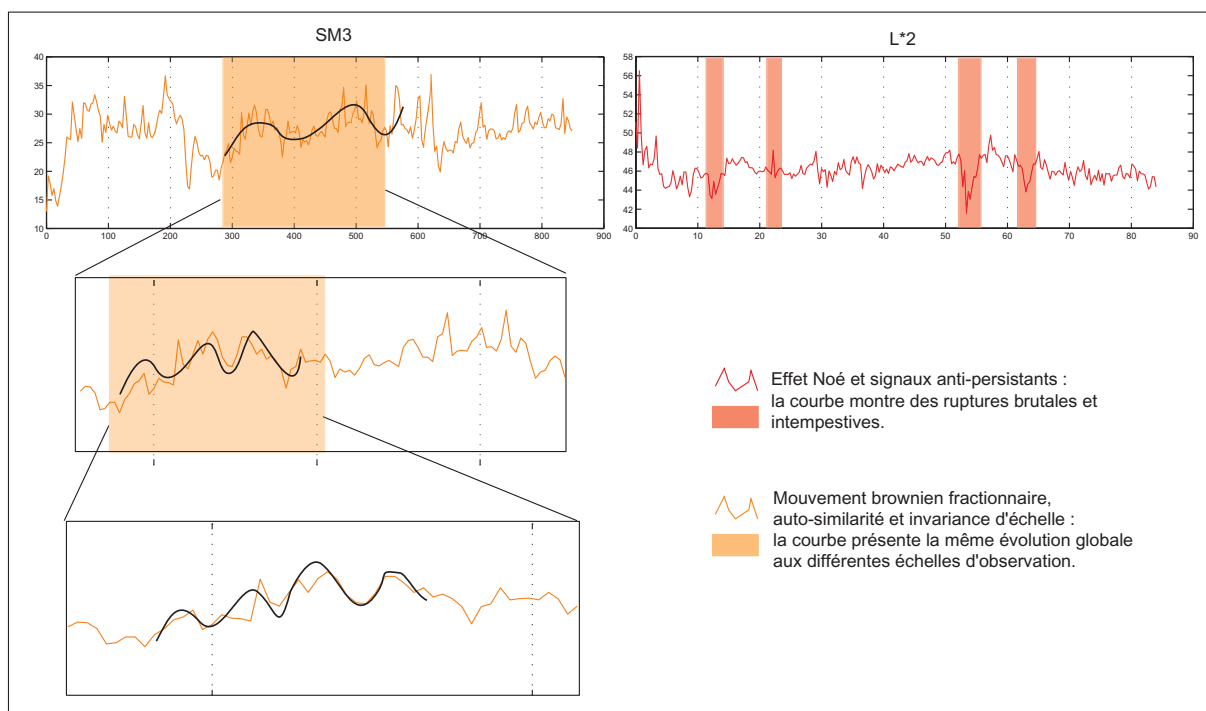 SM3
40
35
30
25
20
15
10
0 100 200 300 400 500 600 700 800 900
L*2
58
56
54
52
50
48
46
44
42
40
0 10 20 30 40 50 60 70 80 90
Effet Noé et signaux anti-persistants :
la courbe montre des ruptures brutales et
intempestives.
Mouvement brownien fractionnaire,
auto-similarité et invariance d'échelle :
la courbe présente la même évolution globale
aux différentes échelles d'observation.